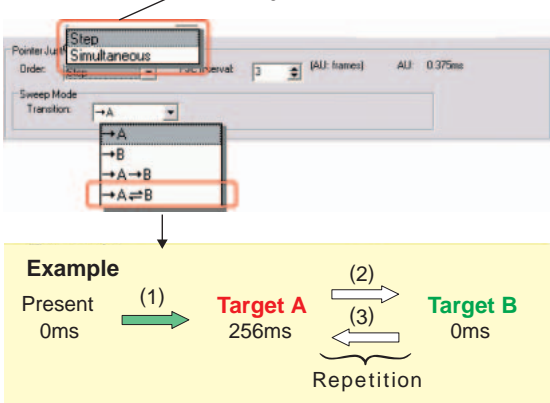 Step
Simultaneous
Pointer
Order: Interval: 3 (AU: frames) AU: 0.375ms
Sweep Mode
Transition: →A
→A
→B
→A→B
→A⇌B
Example
Present (1) Target A (2) Target B
0ms 256ms (3) 0ms
Repetition